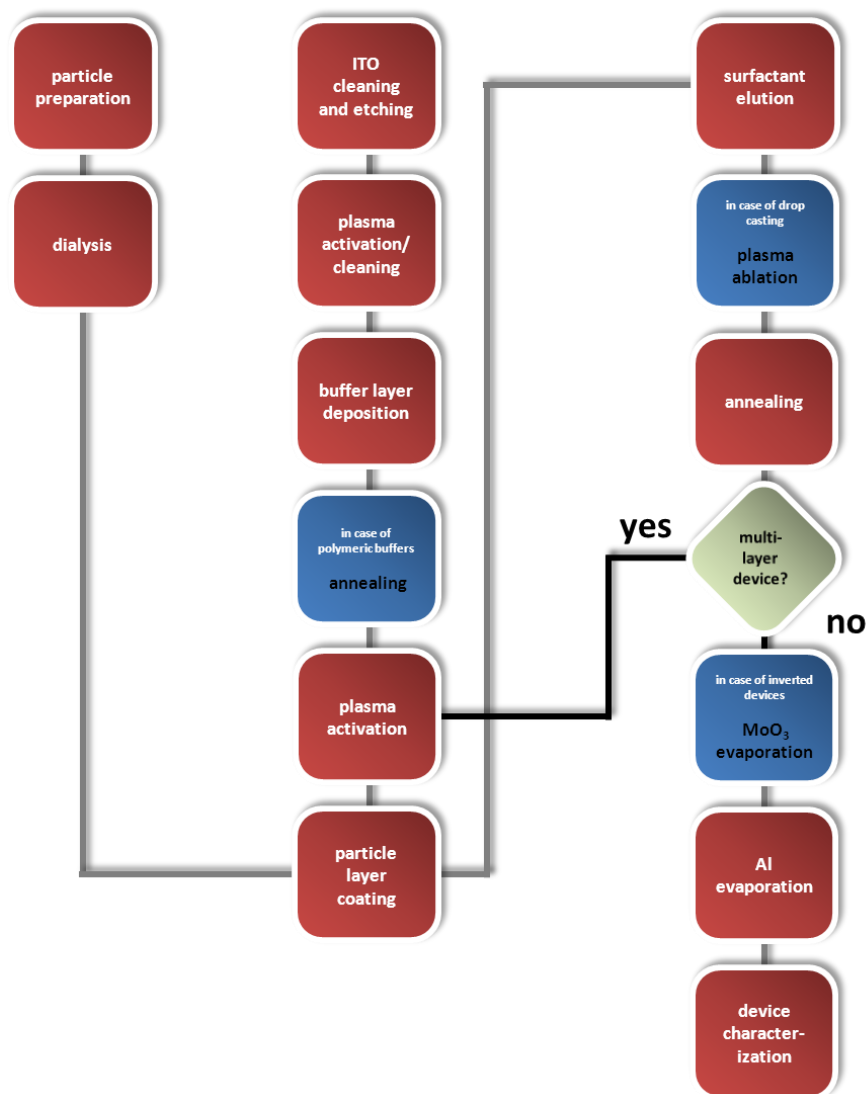 particle
preparation
dialysis
ITO
cleaning
and etching
plasma
activation/
cleaning
buffer layer
deposition
in case of
polymeric buffers
annealing
plasma
activation
particle
layer
coating
surfactant
elution
in case of drop
casting
plasma
ablation
annealing
yes
multi-
layer
device?
no
in case of inverted
devices
MoO₃
evaporation
Al
evaporation
device
character-
ization